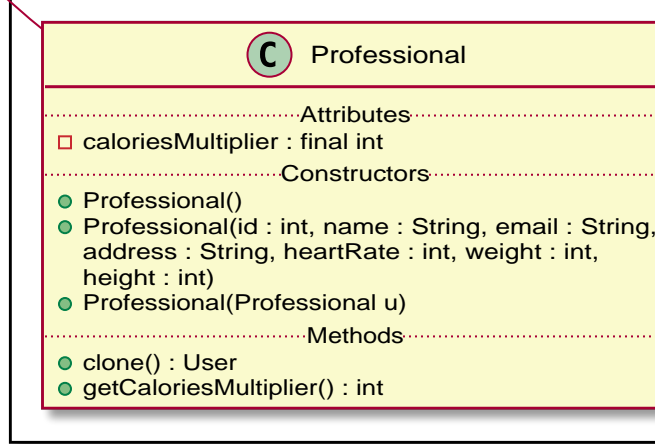 C Professional
Attributes
caloriesMultiplier : final int
Constructors
Professional()
Professional(id : int, name : String, email : String,
address : String, heartRate : int, weight : int,
height : int)
Professional(Professional u)
Methods
clone() : User
getCaloriesMultiplier() : int